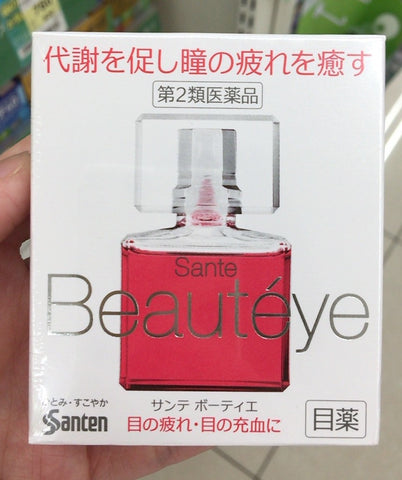 代謝を促し瞳の疲れを癒す
第2類医薬品
Sante
Beautéye
ひとみ・すこやか
Santen
サンテ ボーティエ
目の疲れ・目の充血に
目薬